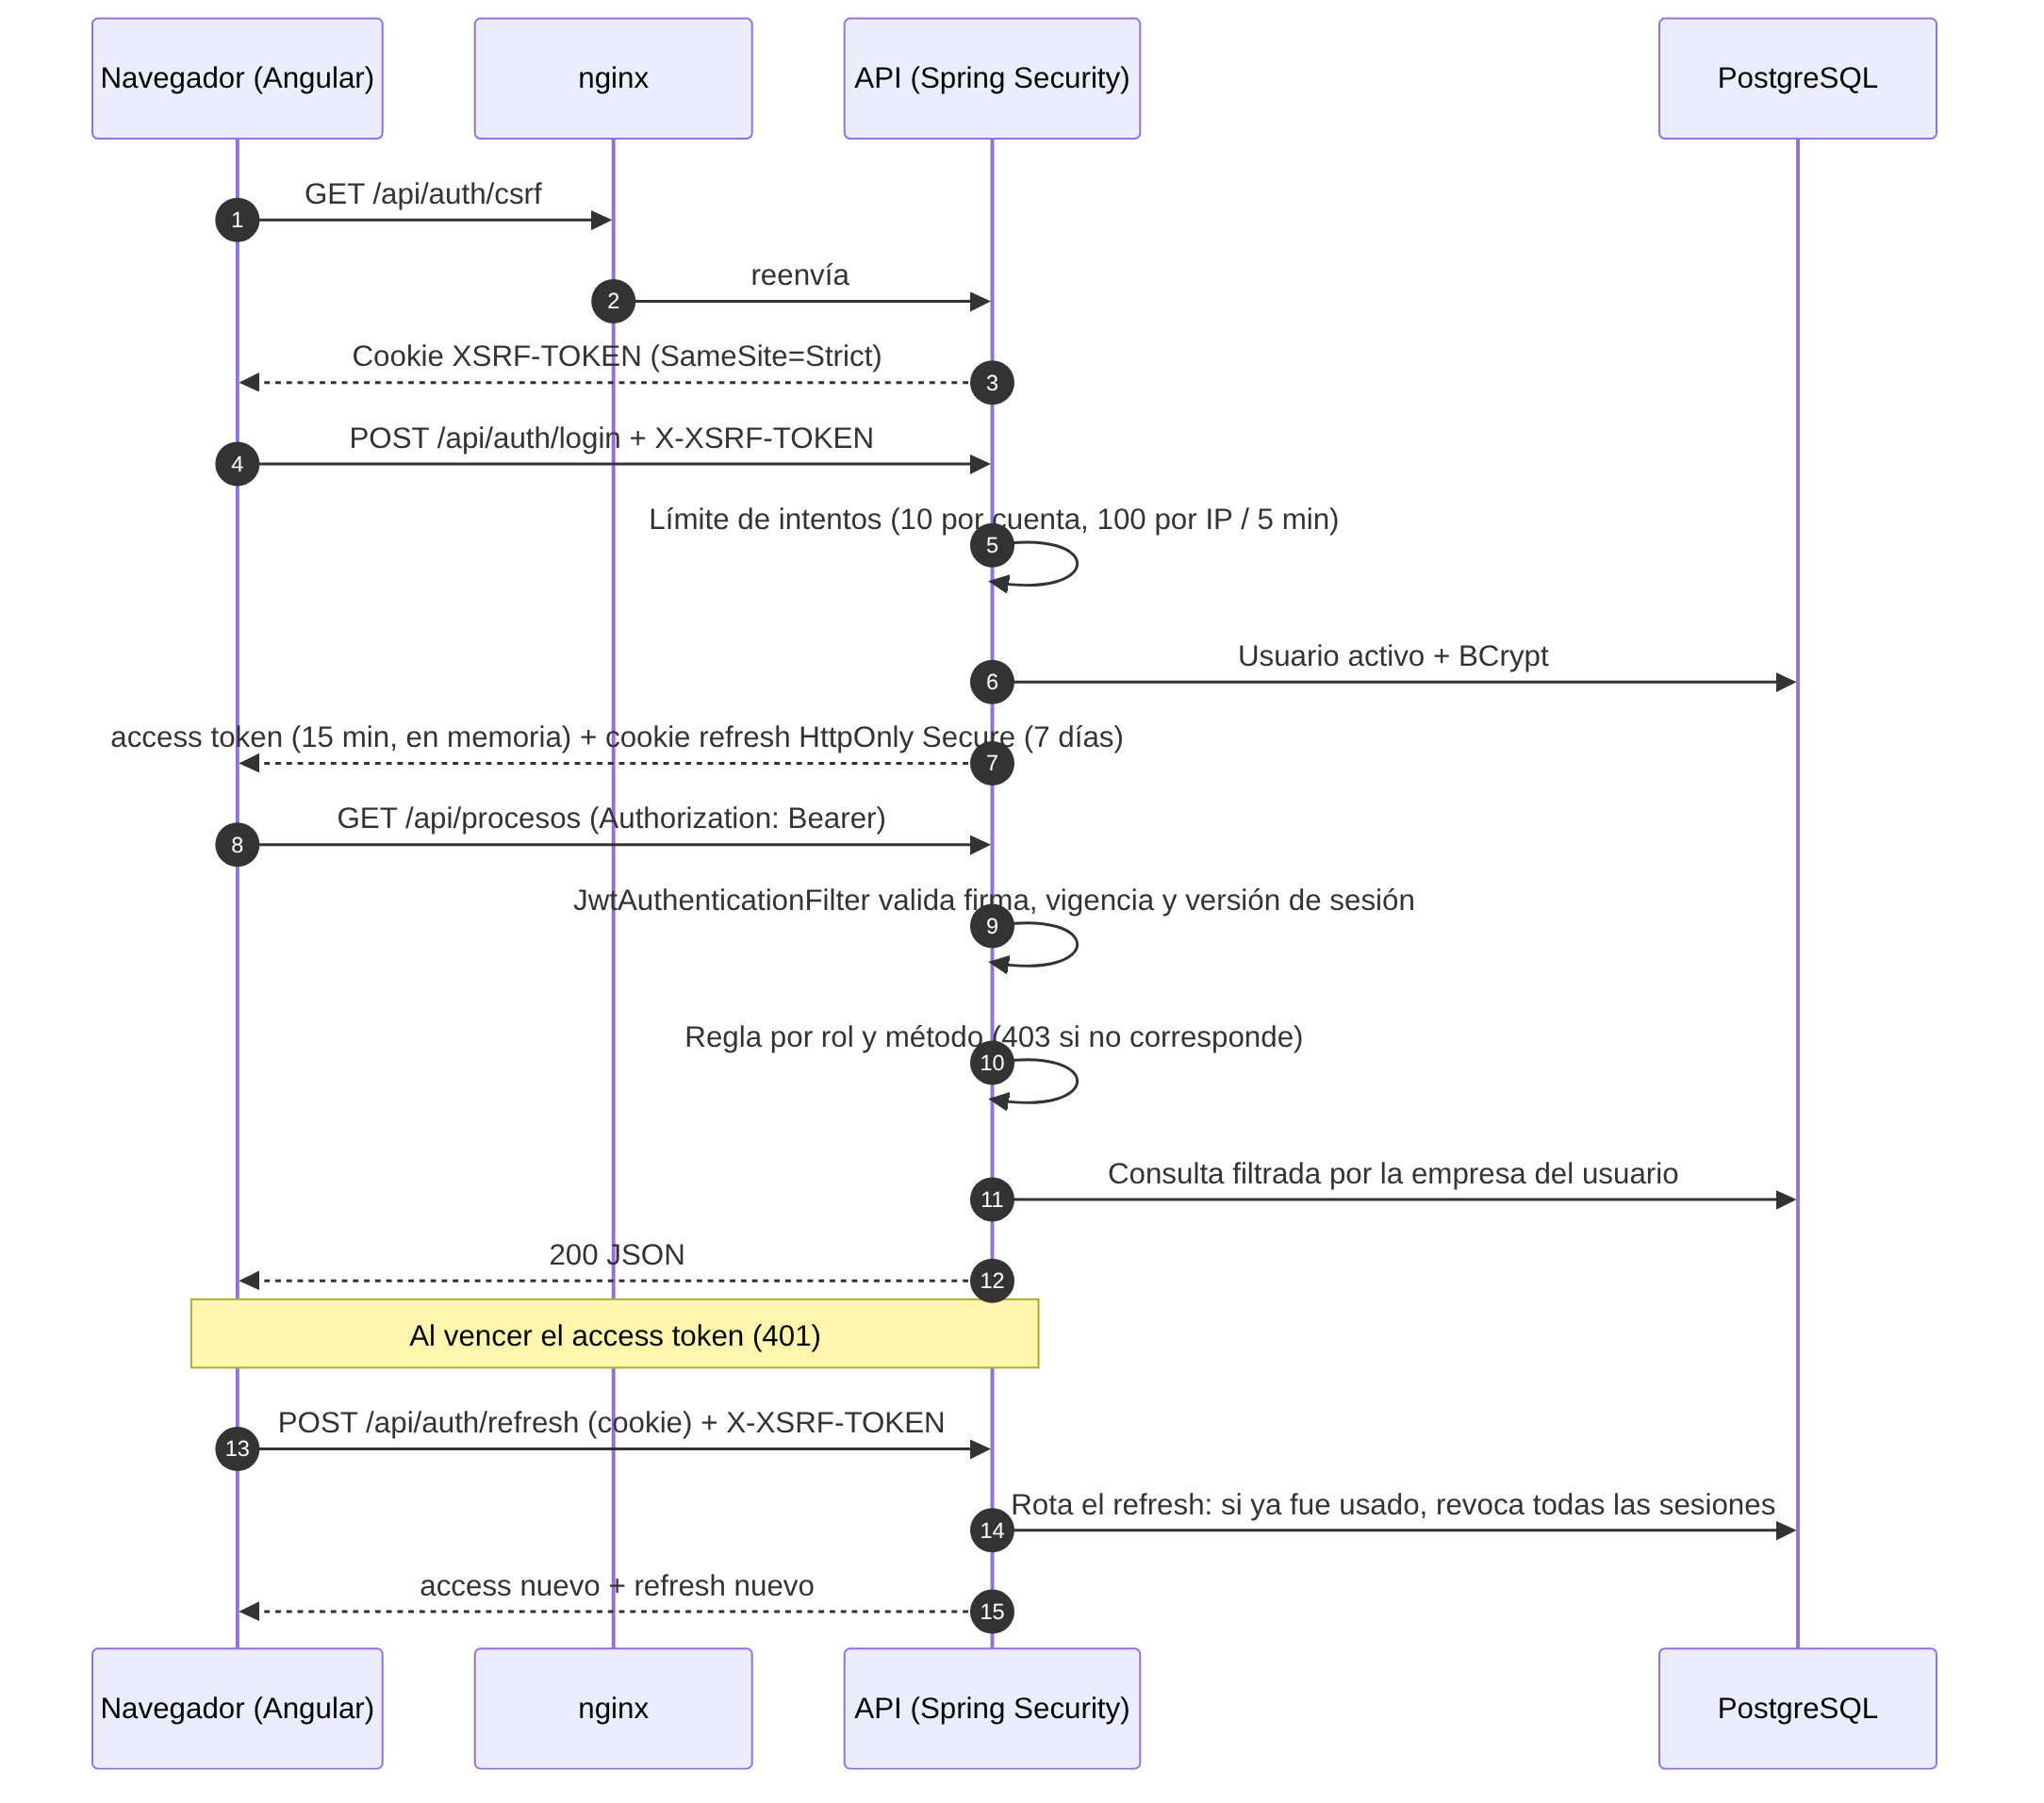 Navegador (Angular)
nginx
API (Spring Security)
PostgreSQL
GET /api/auth/csrf
1
reenvía
2
Cookie XSRF-TOKEN (SameSite=Strict)
3
POST /api/auth/login + X-XSRF-TOKEN
4
Límite de intentos (10 por cuenta, 100 por IP / 5 min)
5
Usuario activo + BCrypt
6
access token (15 min, en memoria) + cookie refresh HttpOnly Secure (7 días)
7
GET /api/procesos (Authorization: Bearer)
8
JwtAuthenticationFilter valida firma, vigencia y versión de sesión
9
Regla por rol y método (403 si no corresponde)
10
Consulta filtrada por la empresa del usuario
11
200 JSON
12
Al vencer el access token (401)
POST /api/auth/refresh (cookie) + X-XSRF-TOKEN
13
Rota el refresh: si ya fue usado, revoca todas las sesiones
14
access nuevo + refresh nuevo
15
Navegador (Angular)
nginx
API (Spring Security)
PostgreSQL